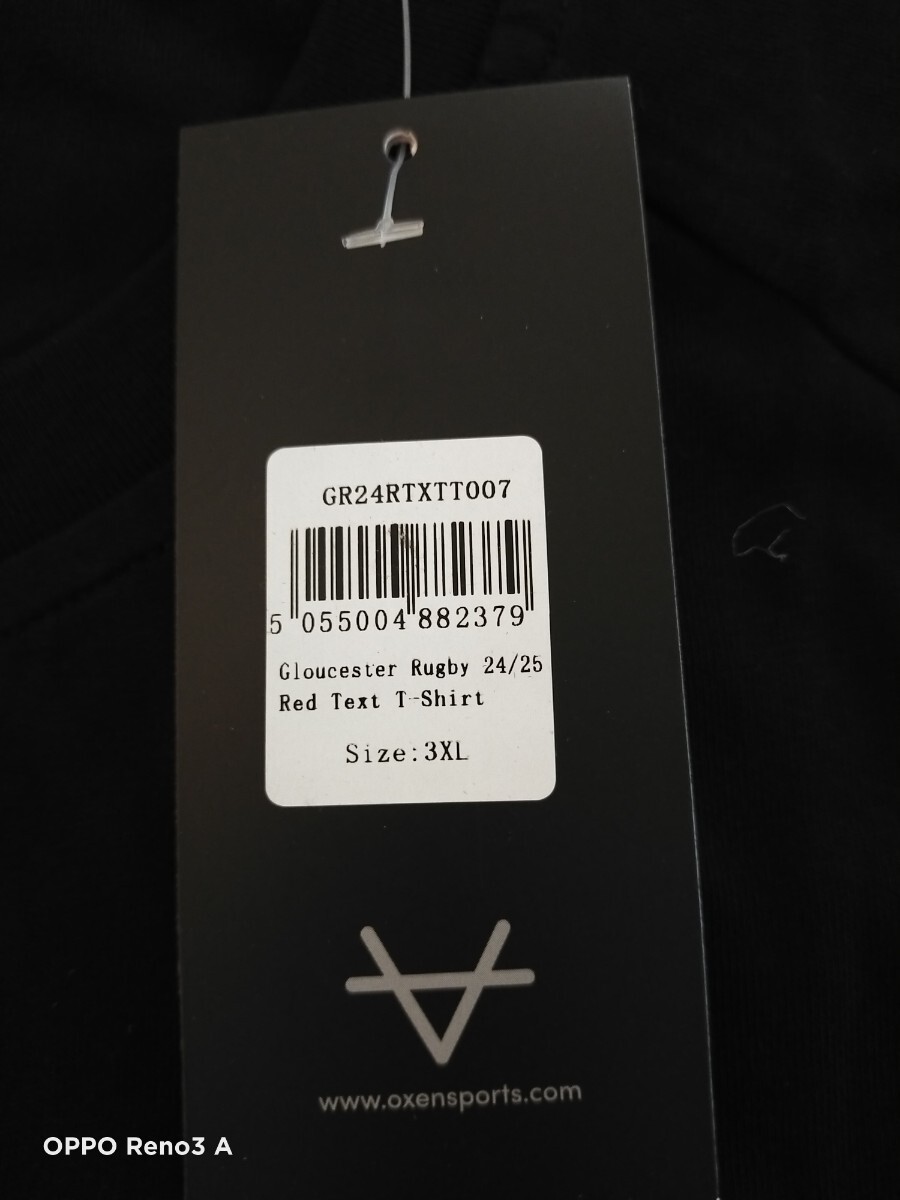 GR24RTXTT007
5 055004 882379
Gloucester Rugby 24/25
Red Text T-Shirt
Size:3XL
www.oxensports.com
OPPO Reno3 A